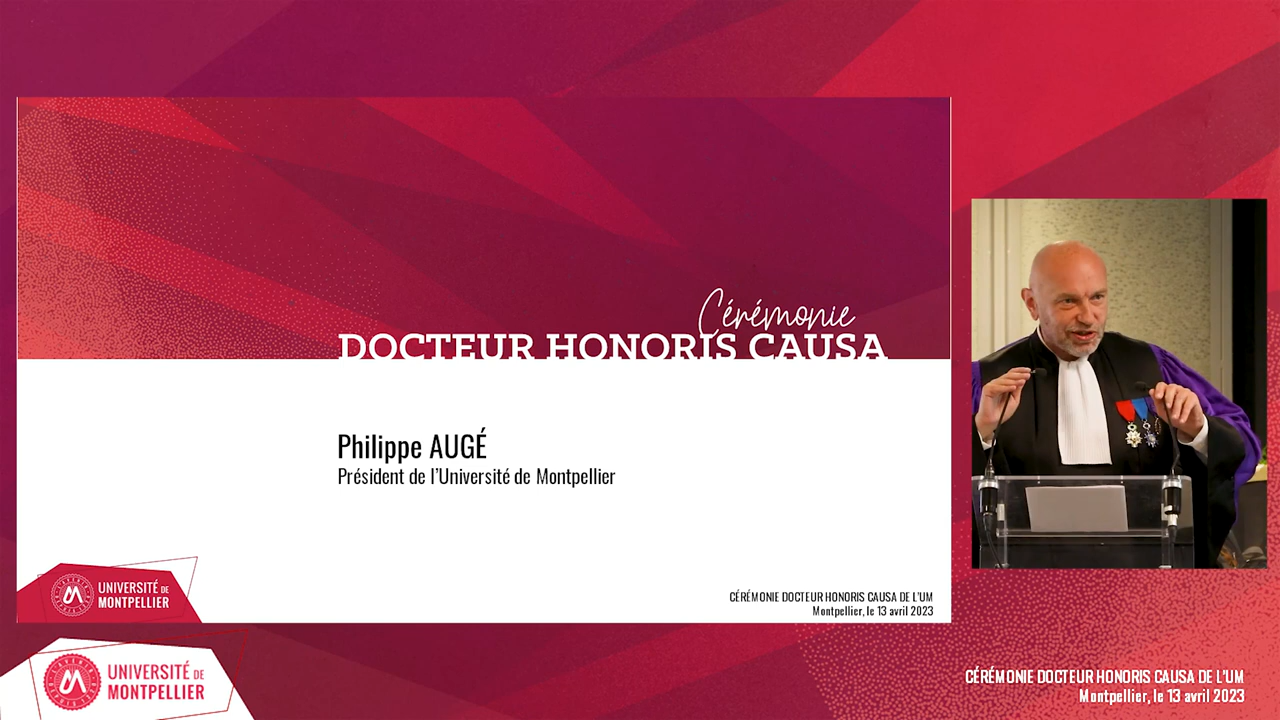 Cérémonie
DOCTEUR HONORIS CAUSA
Philippe AUGÉ
Président de l'Université de Montpellier
UNIVERSITÉ DE
MONTPELLIER
CÉRÉMONIE DOCTEUR HONORIS CAUSA DE L'UM
Montpellier, le 13 avril 2023
UNIVERSITÉ DE
MONTPELLIER
CÉRÉMONIE DOCTEUR HONORIS CAUSA DE L'UM
Montpellier, le 13 avril 2023